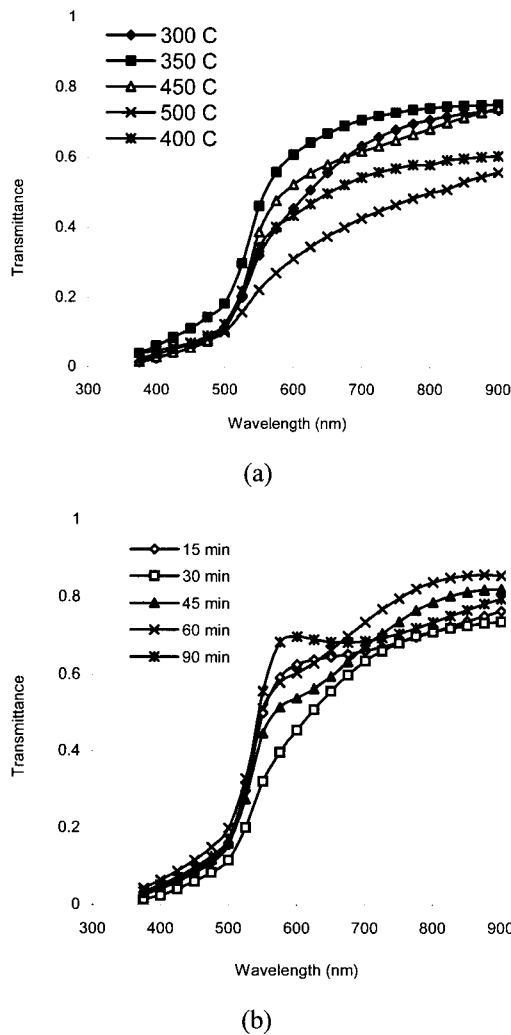 1
300 C
350 C
450 C
500 C
400 C
0.8
0.6
0.4
0.2
0
Transmittance
300 400 500 600 700 800 900
Wavelength (nm)
(a)
1
15 min
30 min
45 min
60 min
90 min
0.8
0.6
0.4
0.2
0
Transmittance
300 400 500 600 700 800 900
Wavelength (nm)
(b)